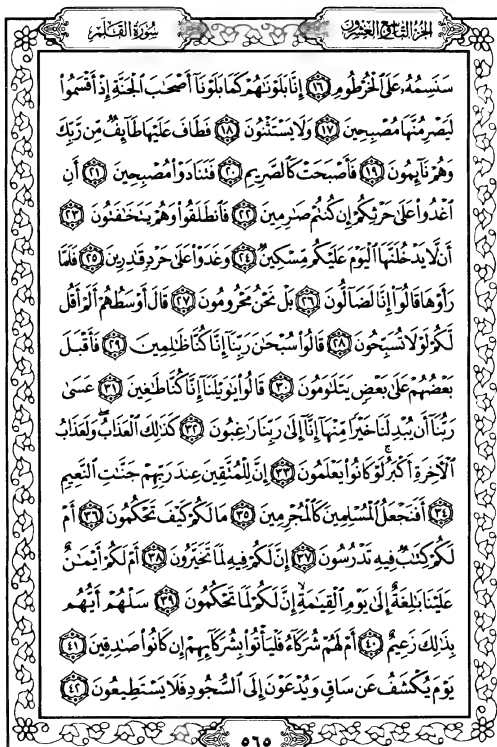 الجزء التاسع والعشرون
سُورَةُ القَلَمِ
سَنَسِمُهُۥ عَلَى ٱلْخُرْطُومِ ١٦ إِنَّا بَلَوْنَٰهُمْ كَمَا بَلَوْنَآ أَصْحَٰبَ ٱلْجَنَّةِ إِذْ أَقْسَمُوا۟
لَيَصْرِمُنَّهَا مُصْبِحِينَ ١٧ وَلَا يَسْتَثْنُونَ ١٨ فَطَافَ عَلَيْهَا طَآئِفٌ مِّن رَّبِّكَ
وَهُمْ نَآئِمُونَ ١٩ فَأَصْبَحَتْ كَٱلصَّرِيمِ ٢٠ فَتَنَادَوْا۟ مُصْبِحِينَ ٢١ أَنِ
ٱغْدُوا۟ عَلَىٰ حَرْثِكُمْ إِن كُنتُمْ صَٰرِمِينَ ٢٢ فَٱنطَلَقُوا۟ وَهُمْ يَتَخَٰفَتُونَ ٢٣
أَن لَّا يَدْخُلَنَّهَا ٱلْيَوْمَ عَلَيْكُم مِّسْكِينٌ ٢٤ وَغَدَوْا۟ عَلَىٰ حَرْدٍ قَٰدِرِينَ ٢٥ فَلَمَّا
رَأَوْهَا قَالُوٓا۟ إِنَّا لَضَآلُّونَ ٢٦ بَلْ نَحْنُ مَحْرُومُونَ ٢٧ قَالَ أَوْسَطُهُمْ أَلَمْ أَقُل
لَّكُمْ لَوْلَا تُسَبِّحُونَ ٢٨ قَالُوا۟ سُبْحَٰنَ رَبِّنَآ إِنَّا كُنَّا ظَٰلِمِينَ ٢٩ فَأَقْبَلَ
بَعْضُهُمْ عَلَىٰ بَعْضٍ يَتَلَٰوَمُونَ ٣٠ قَالُوا۟ يَٰوَيْلَنَآ إِنَّا كُنَّا طَٰغِينَ ٣١ عَسَىٰ
رَبُّنَآ أَن يُبْدِلَنَا خَيْرًا مِّنْهَآ إِنَّآ إِلَىٰ رَبِّنَا رَٰغِبُونَ ٣٢ كَذَٰلِكَ ٱلْعَذَابُ ۖ وَلَعَذَابُ
ٱلْءَاخِرَةِ أَكْبَرُ ۚ لَوْ كَانُوا۟ يَعْلَمُونَ ٣٣ إِنَّ لِلْمُتَّقِينَ عِندَ رَبِّهِمْ جَنَّٰتِ ٱلنَّعِيمِ
٣٤ أَفَنَجْعَلُ ٱلْمُسْلِمِينَ كَٱلْمُجْرِمِينَ ٣٥ مَا لَكُمْ كَيْفَ تَحْكُمُونَ ٣٦ أَمْ
لَكُمْ كِتَٰبٌ فِيهِ تَدْرُسُونَ ٣٧ إِنَّ لَكُمْ فِيهِ لَمَا تَخَيَّرُونَ ٣٨ أَمْ لَكُمْ أَيْمَٰنٌ
عَلَيْنَا بَٰلِغَةٌ إِلَىٰ يَوْمِ ٱلْقِيَٰمَةِ ۙ إِنَّ لَكُمْ لَمَا تَحْكُمُونَ ٣٩ سَلْهُمْ أَيُّهُم
بِذَٰلِكَ زَعِيمٌ ٤٠ أَمْ لَهُمْ شُرَكَآءُ فَلْيَأْتُوا۟ بِشُرَكَآئِهِمْ إِن كَانُوا۟ صَٰدِقِينَ ٤١
يَوْمَ يُكْشَفُ عَن سَاقٍ وَيُدْعَوْنَ إِلَى ٱلسُّجُودِ فَلَا يَسْتَطِيعُونَ ٤٢
٥٦٥